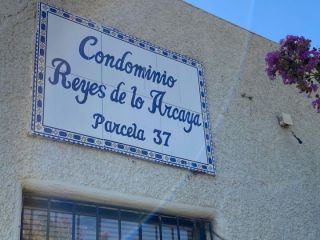 Condominio
Reyes de lo Arcaya
Parcela 37